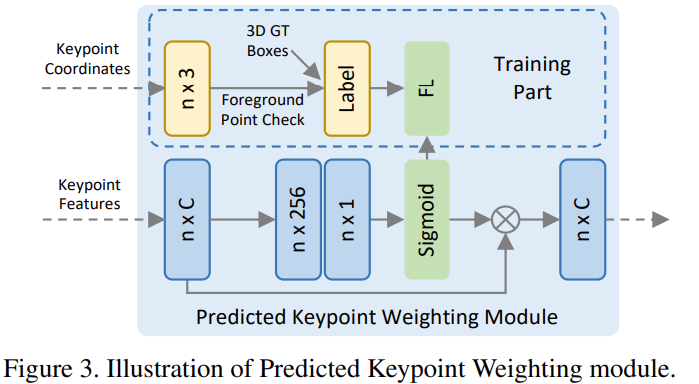 Keypoint
Coordinates
n x 3
3D GT
Boxes
Foreground
Point Check
Label
FL
Training
Part
Keypoint
Features
n x C
n x 256
n x 1
Sigmoid
n x C
Predicted Keypoint Weighting Module
Figure 3. Illustration of Predicted Keypoint Weighting module.